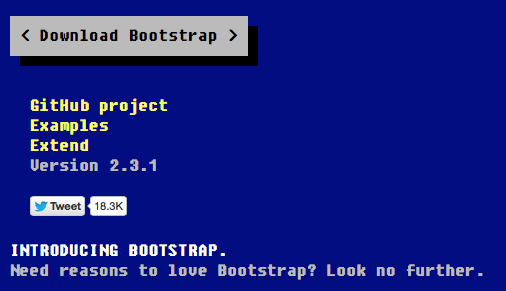 < Download Bootstrap >
GitHub project
Examples
Extend
Version 2.3.1
Tweet 18.3K
INTRODUCING BOOTSTRAP.
Need reasons to love Bootstrap? Look no further.